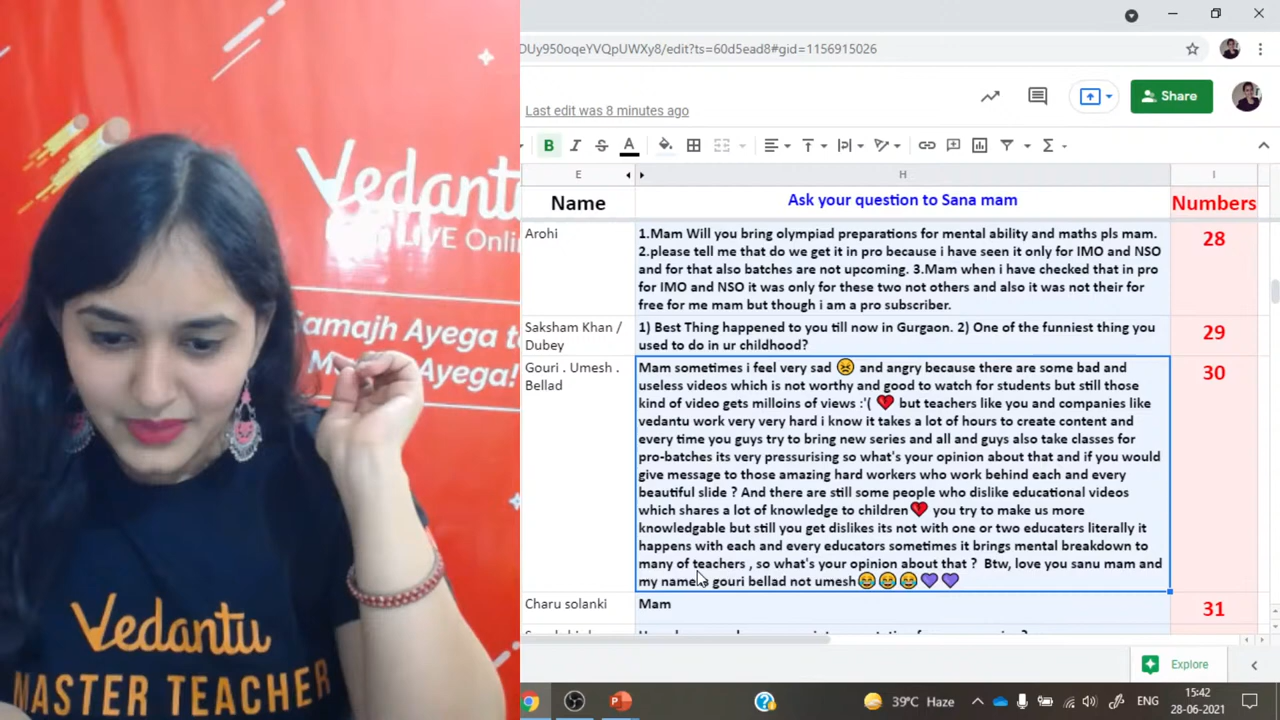 Vedantu
LIVE Onlin
Samajh Ayega t
Ayega!
Vedantu
MASTER TEACHER
DUy950oqeYVQpUWXy8/edit?ts=60d5ead8#gid=1156915026
Last edit was 8 minutes ago
Share
E
H
I
Name
Ask your question to Sana mam
Numbers
Arohi
1.Mam Will you bring olympiad preparations for mental ability and maths pls mam.
2.please tell me that do we get it in pro because i have seen it only for IMO and NSO
and for that also batches are not upcoming. 3.Mam when i have checked that in pro
for IMO and NSO it was only for these two not others and also it was not their for
free for me mam but though i am a pro subscriber.
28
Saksham Khan /
Dubey
1) Best Thing happened to you till now in Gurgaon. 2) One of the funniest thing you
used to do in ur childhood?
29
Gouri . Umesh .
Bellad
Mam sometimes i feel very sad 😣 and angry because there are some bad and
useless videos which is not worthy and good to watch for students but still those
kind of video gets milloins of views :'( 💔 but teachers like you and companies like
vedantu work very very hard i know it takes a lot of hours to create content and
every time you guys try to bring new series and all and guys also take classes for
pro-batches its very pressurising so what's your opinion about that and if you would
give message to those amazing hard workers who work behind each and every
beautiful slide ? And there are still some people who dislike educational videos
which shares a lot of knowledge to children💔 you try to make us more
knowledgable but still you get dislikes its not with one or two educaters literally it
happens with each and every educators sometimes it brings mental breakdown to
many of teachers , so what's your opinion about that ? Btw, love you sanu mam and
my name gouri bellad not umesh😂😂😂💜💜
30
Charu solanki
Mam
31
Explore
39°C Haze
ENG
15:42
28-06-2021